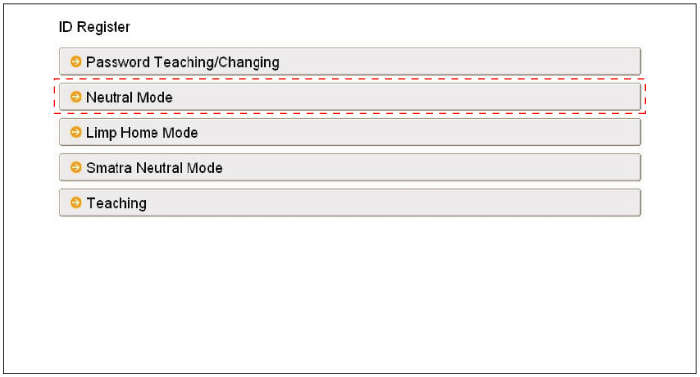 ID Register
Password Teaching/Changing
Neutral Mode
Limp Home Mode
Smatra Neutral Mode
Teaching